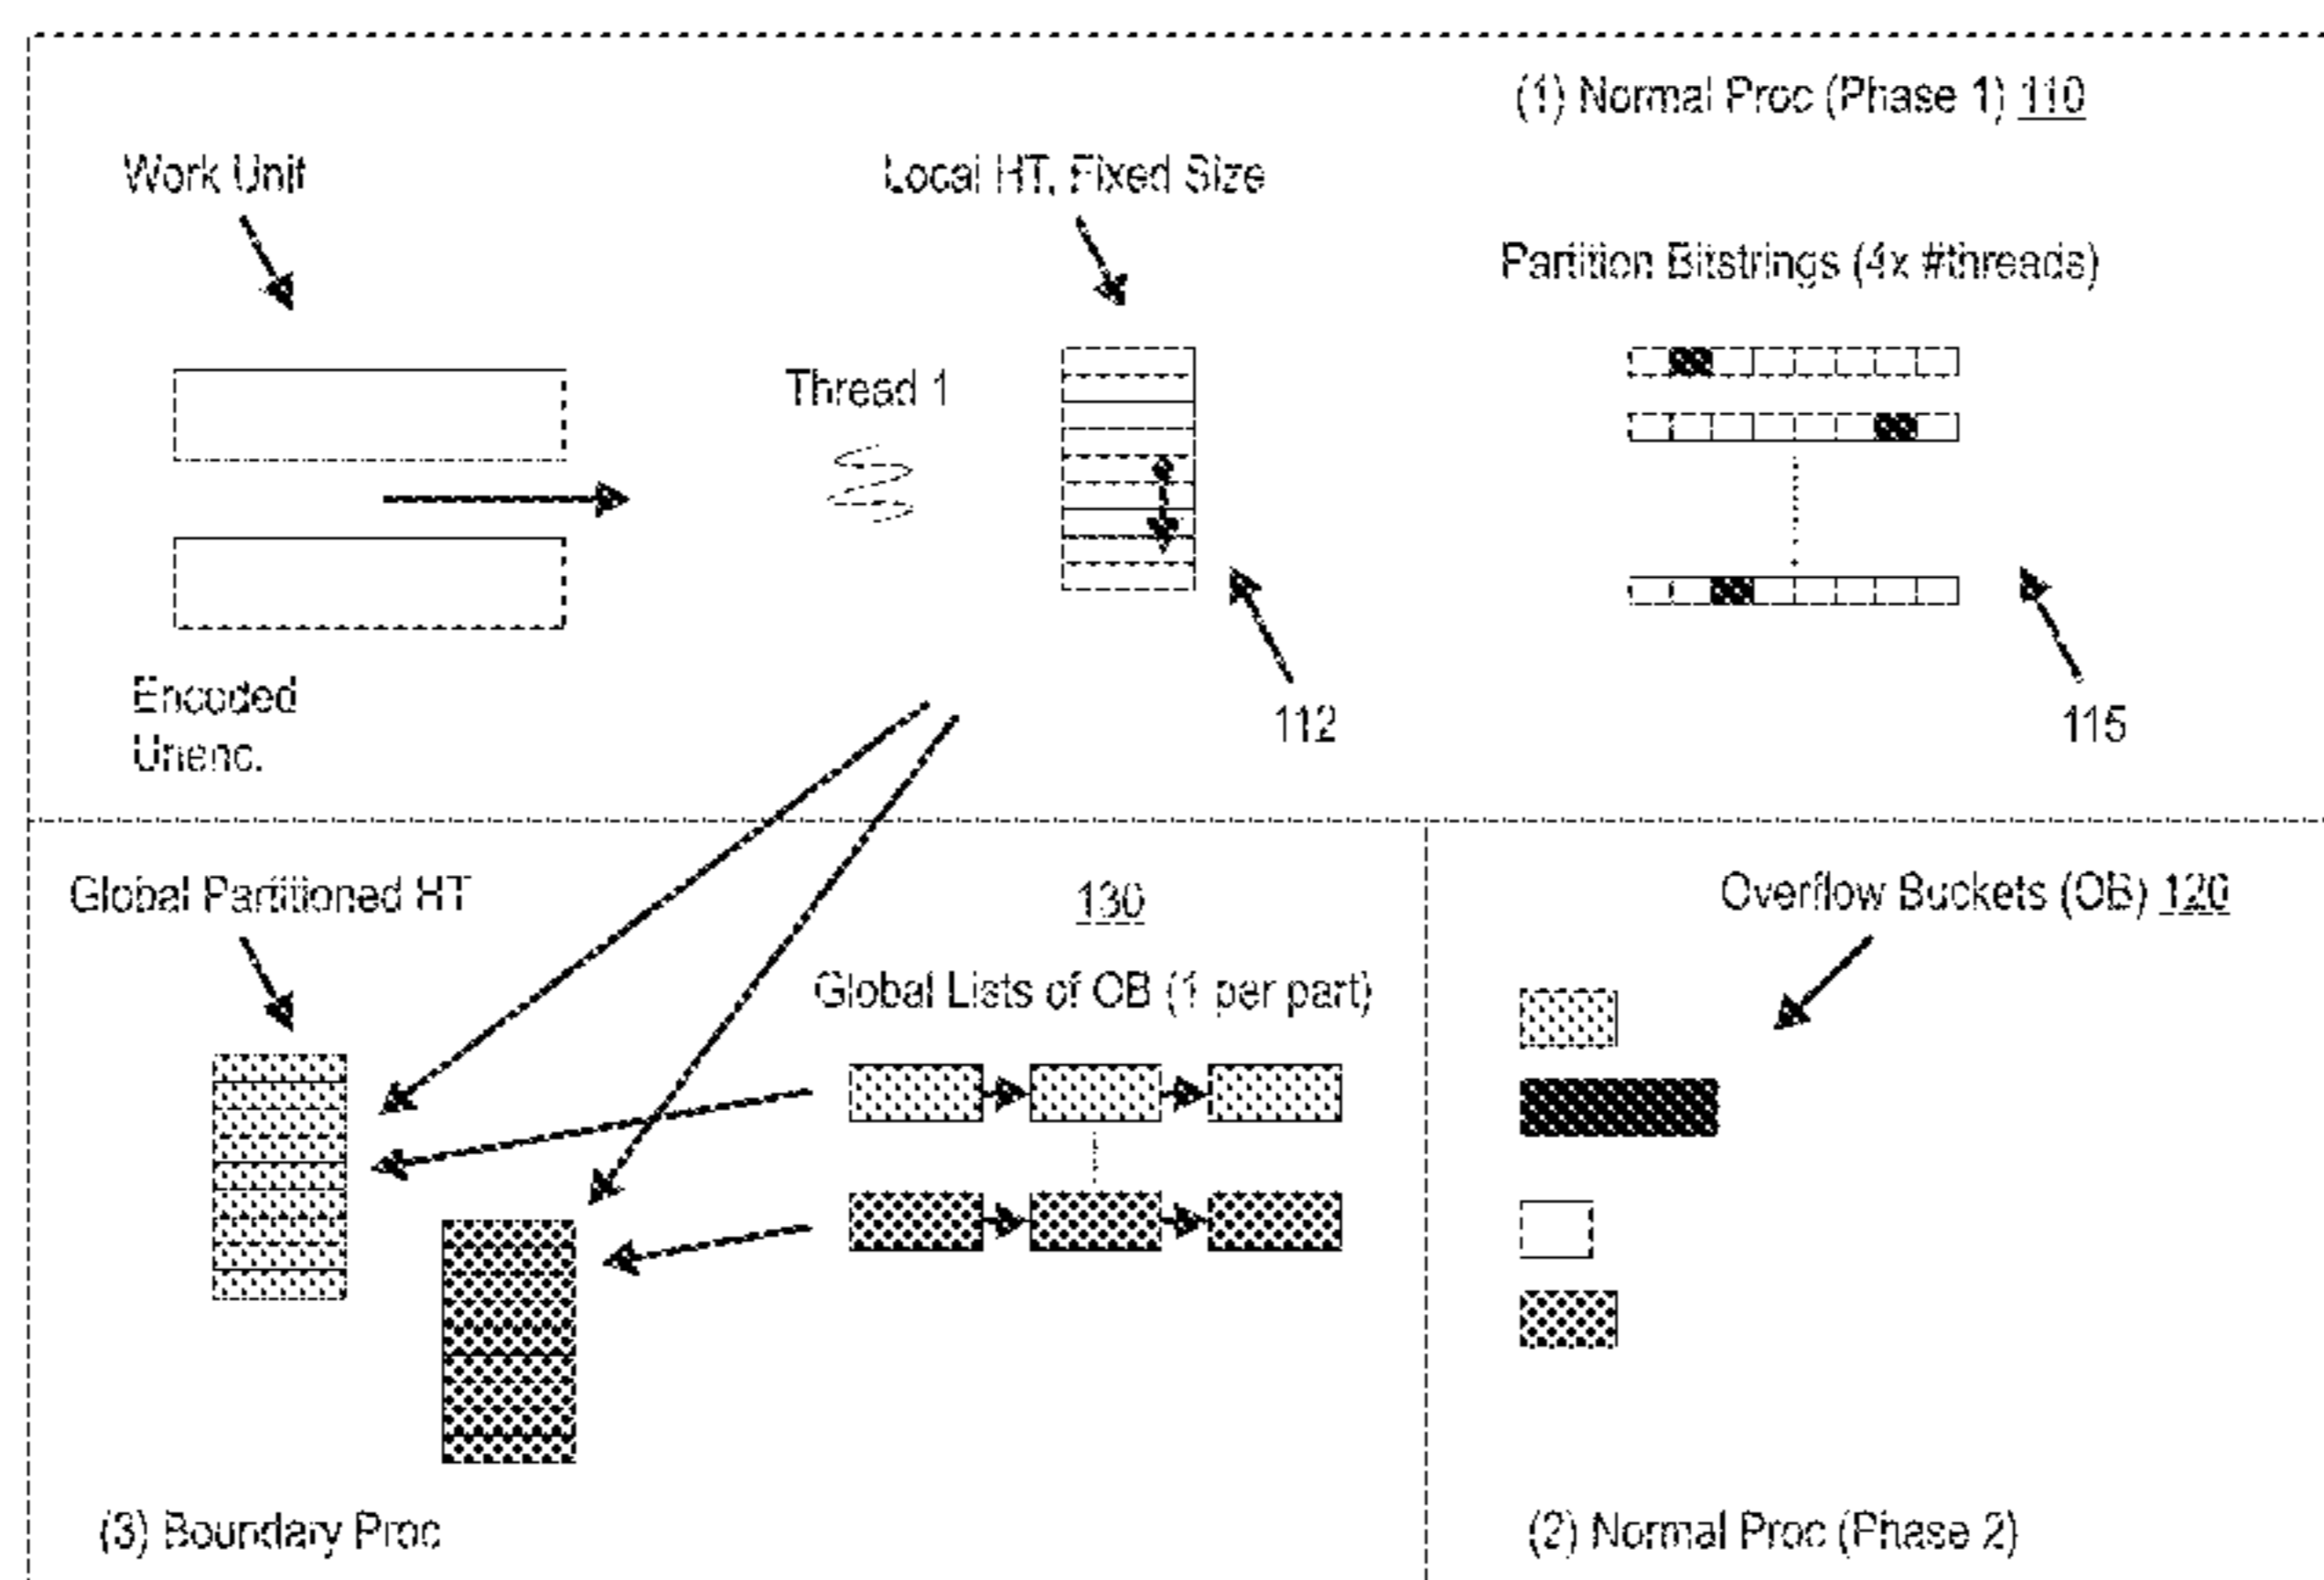 (1) Normal Proc (Phase 1) 110
Work Unit
Local HT, Fixed Size
Partition Bitstrings (4x #threads)
Thread 1
Encoded
Unenc.
112
115
Global Partitioned HT
130
Global Lists of OB (1 per part)
Overflow Buckets (OB) 120
(3) Boundary Proc
(2) Normal Proc (Phase 2)